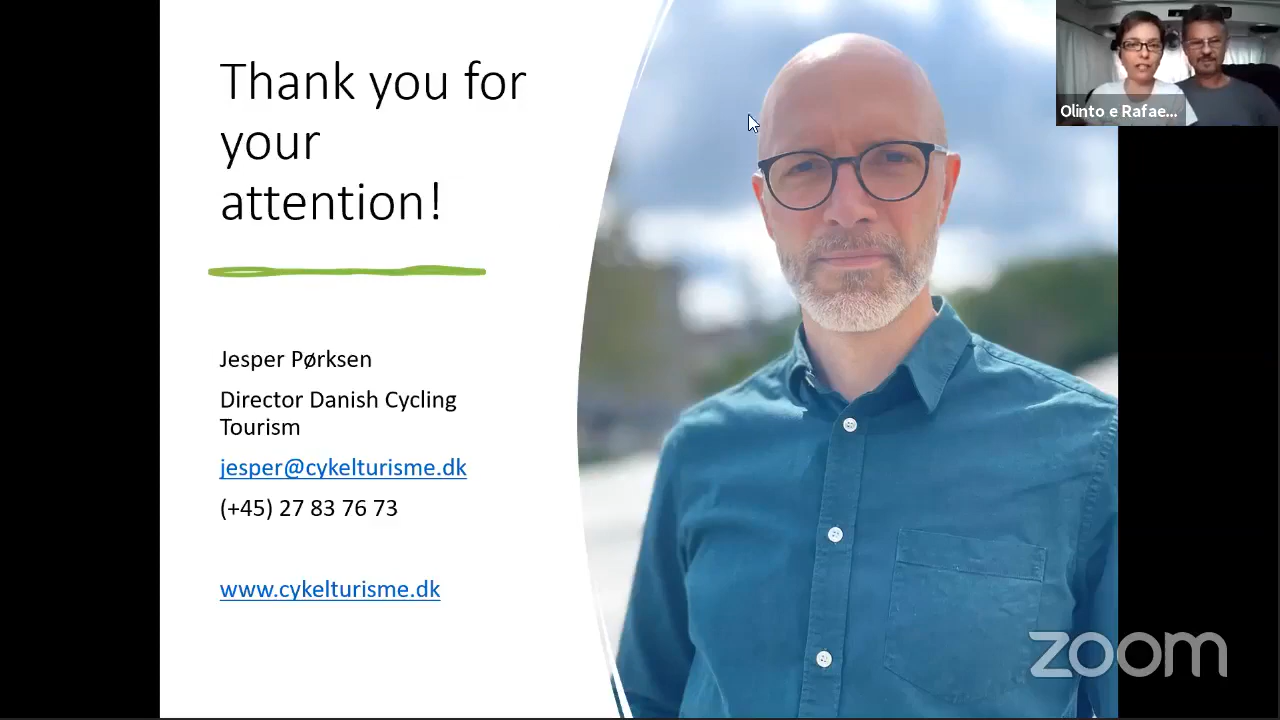 Thank you for
your
attention!
Jesper Pørksen
Director Danish Cycling
Tourism
jesper@cykelturisme.dk
(+45) 27 83 76 73
www.cykelturisme.dk
Olinto e Rafae...
zoom